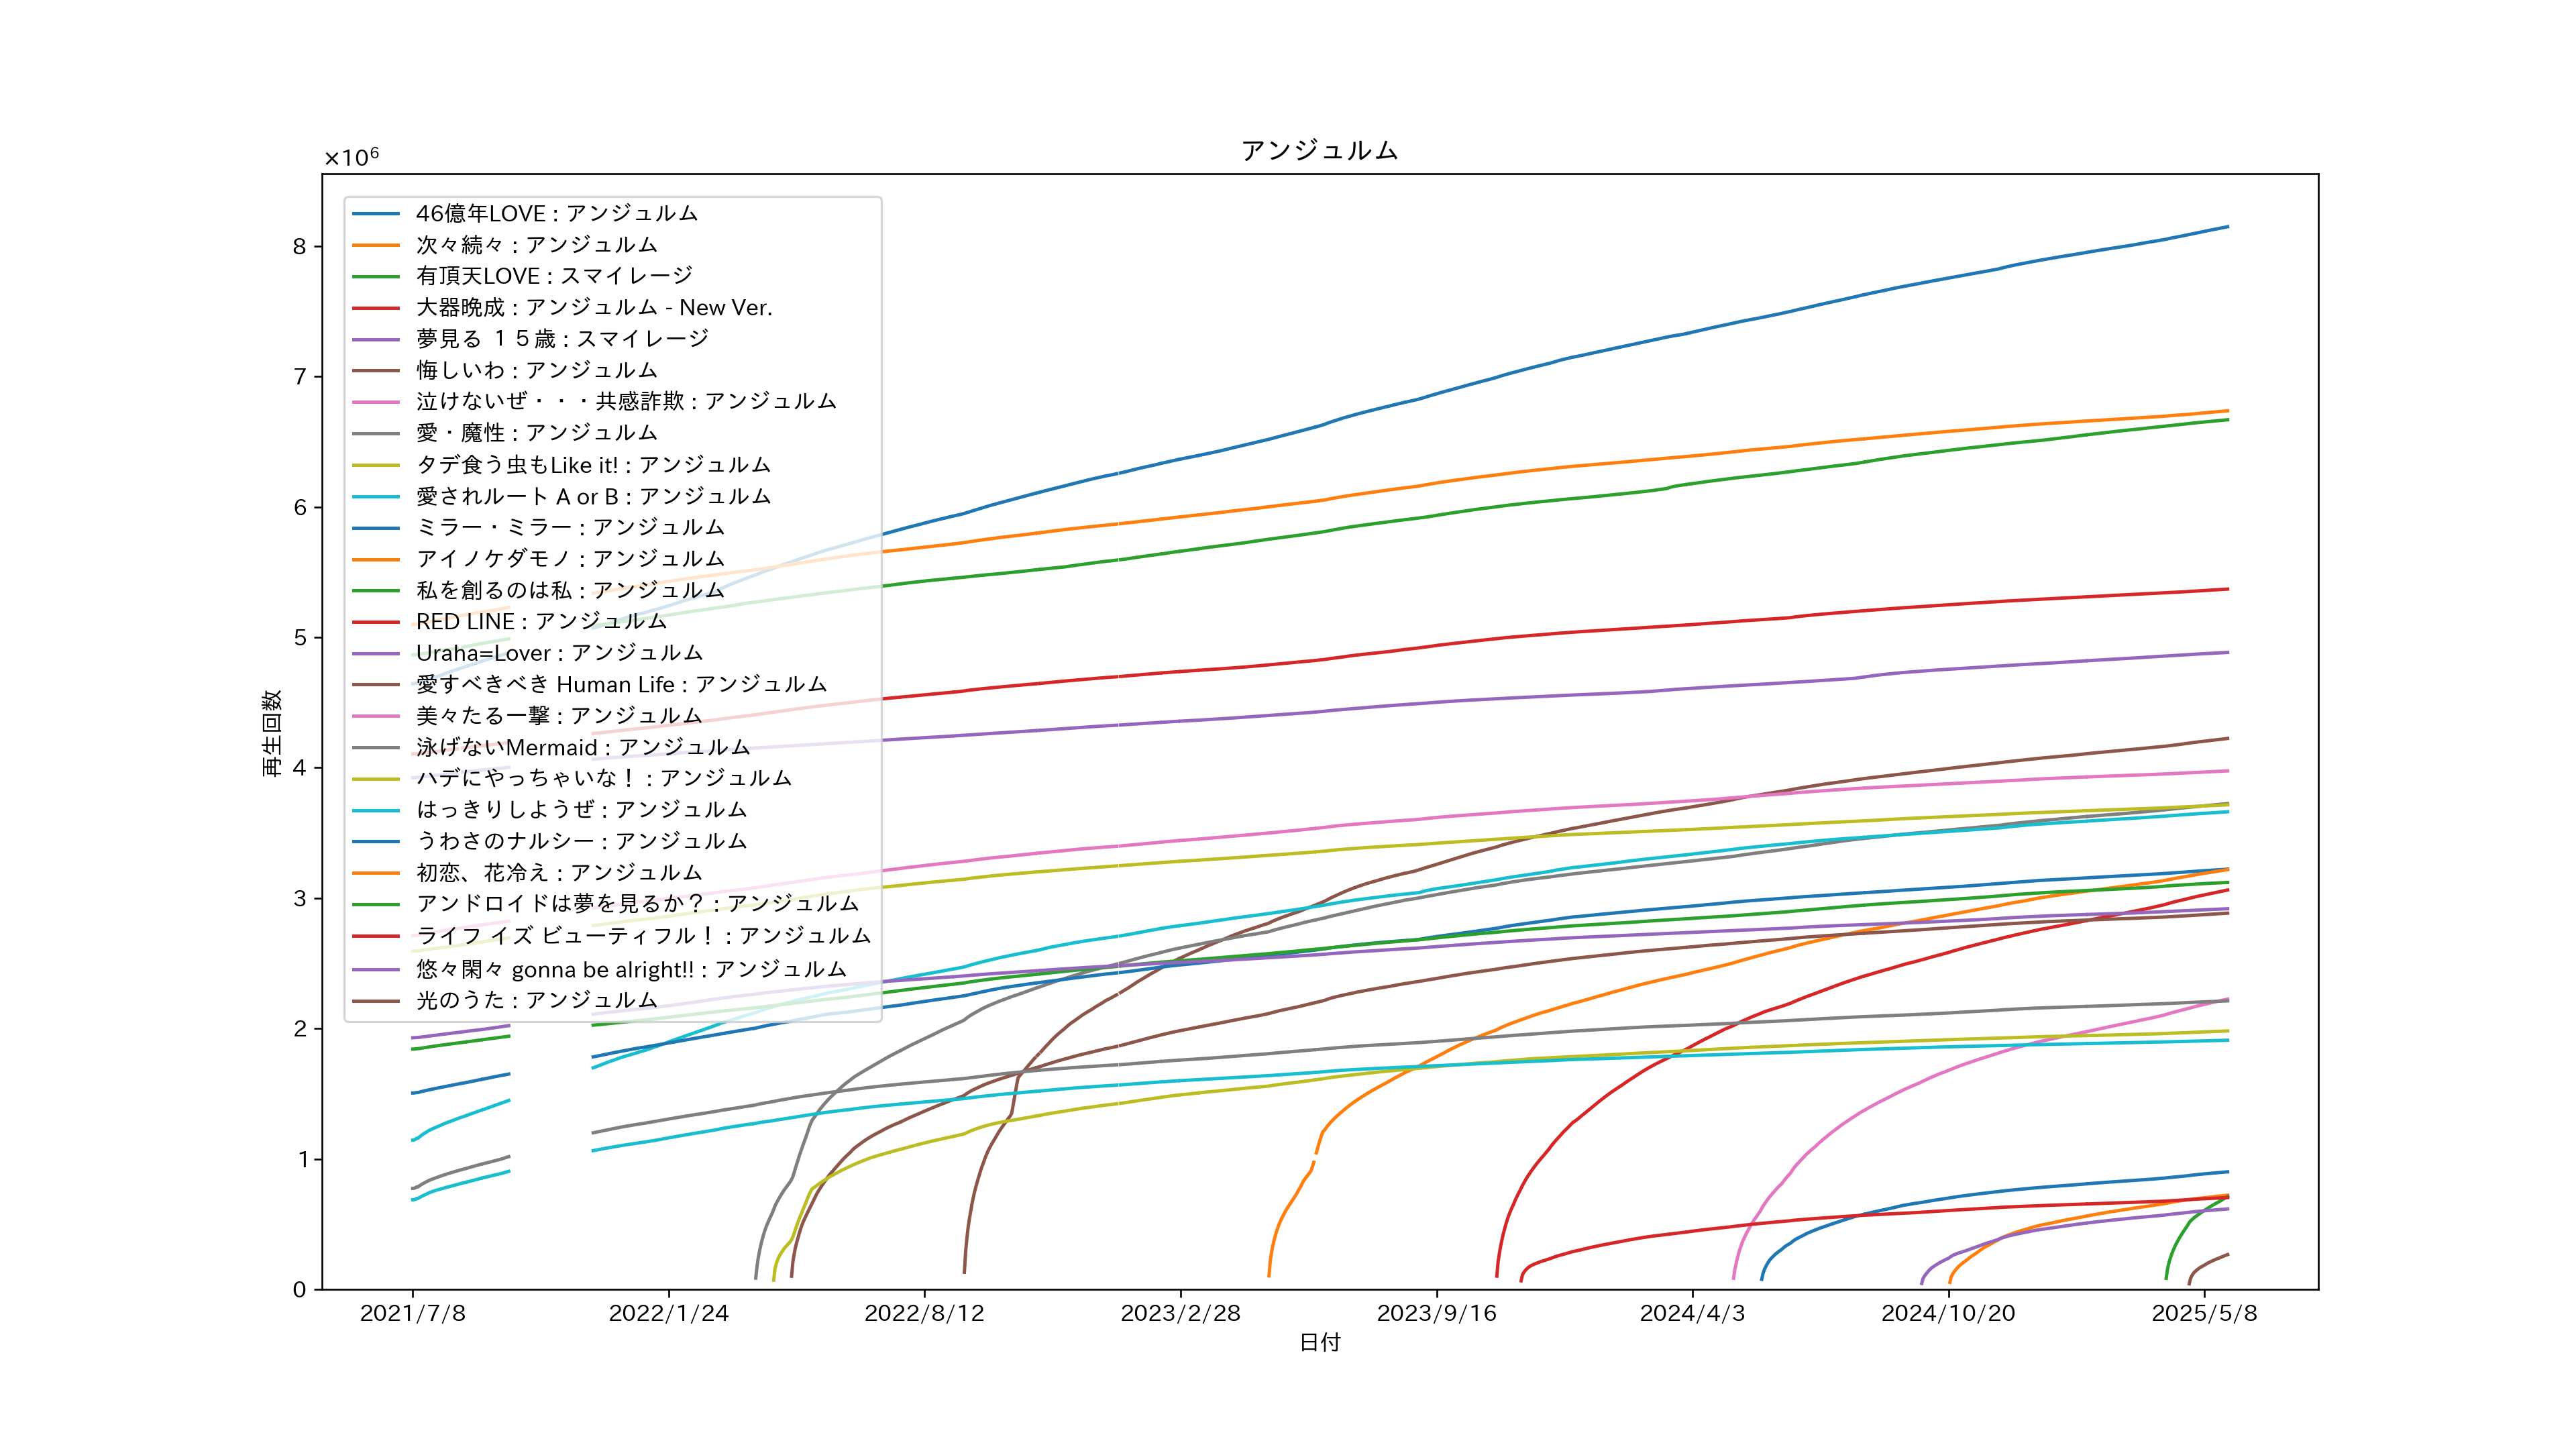 アンジュルム
×10⁶
46億年LOVE : アンジュルム
次々続々 : アンジュルム
有頂天LOVE : スマイレージ
大器晩成 : アンジュルム - New Ver.
夢見る １５歳 : スマイレージ
悔しいわ : アンジュルム
泣けないぜ・・・共感詐欺 : アンジュルム
愛・魔性 : アンジュルム
タデ食う虫もLike it! : アンジュルム
愛されルート A or B : アンジュルム
ミラー・ミラー : アンジュルム
アイノケダモノ : アンジュルム
私を創るのは私 : アンジュルム
RED LINE : アンジュルム
Uraha=Lover : アンジュルム
愛すべきべき Human Life : アンジュルム
美々たる一撃 : アンジュルム
泳げないMermaid : アンジュルム
ハデにやっちゃいな！ : アンジュルム
はっきりしようぜ : アンジュルム
うわさのナルシー : アンジュルム
初恋、花冷え : アンジュルム
アンドロイドは夢を見るか？ : アンジュルム
ライフ イズ ビューティフル！ : アンジュルム
悠々閑々 gonna be alright!! : アンジュルム
光のうた : アンジュルム
再生回数
8
7
6
5
4
3
2
1
0
2021/7/8 2022/1/24 2022/8/12 2023/2/28 2023/9/16 2024/4/3 2024/10/20 2025/5/8
日付